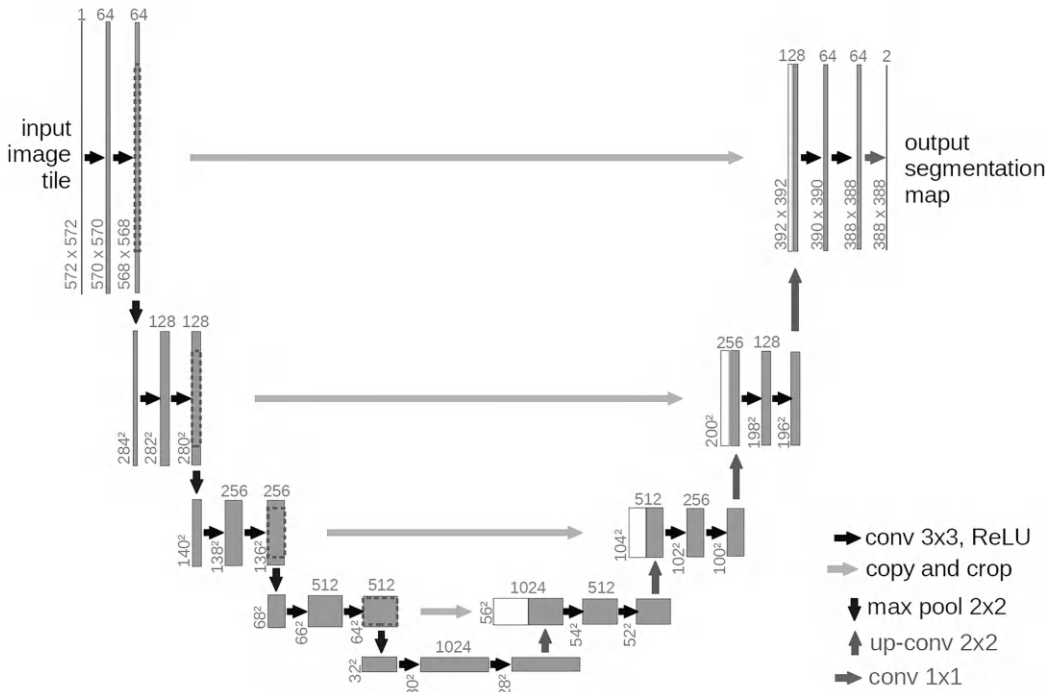 1 64 64
input
image
tile
572 x 572
570 x 570
568 x 568
128 64 64 2
output
segmentation
map
392 x 392
390 x 390
388 x 388
388 x 388
128 128
284²
282²
280²
256 128
200²
198²
196²
256 256
140²
138²
136²
512 256
104²
102²
100²
512 512
68²
66²
64²
1024 512
56²
54²
52²
1024
32²
30²
28²
conv 3x3, ReLU
copy and crop
max pool 2x2
up-conv 2x2
conv 1x1